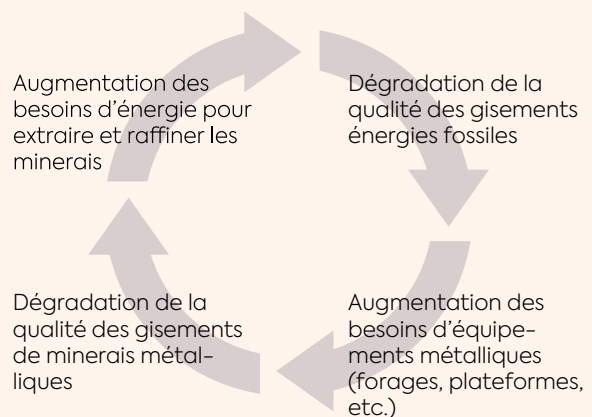 Augmentation des
besoins d'énergie pour
extraire et raffiner les
minerais
Dégradation de la
qualité des gisements
énergies fossiles
Dégradation de la
qualité des gisements
de minerais métal-
liques
Augmentation des
besoins d'équipe-
ments métalliques
(forages, plateformes,
etc.)